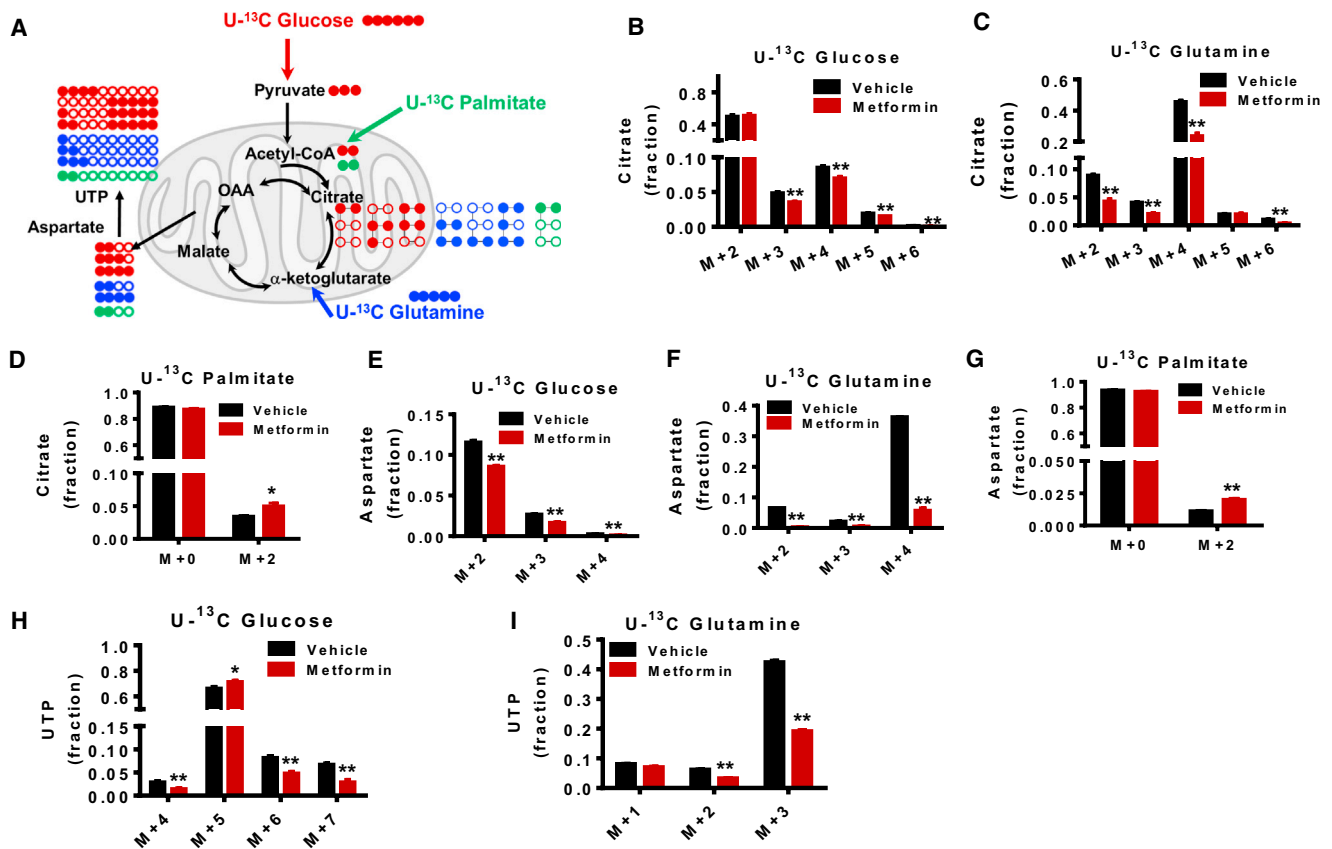 A
U-¹³C Glucose
Pyruvate
U-¹³C Palmitate
Acetyl-CoA
OAA
Citrate
UTP
Aspartate
Malate
α-ketoglutarate
U-¹³C Glutamine
B
U-¹³C Glucose
Vehicle
Metformin
Citrate
(fraction)
0.8
0.4
0.10
0.05
0.00
** ** ** **
M+2 M+3 M+4 M+5 M+6
C
U-¹³C Glutamine
Vehicle
Metformin
Citrate
(fraction)
0.6
0.4
0.2
0.10
0.05
0.00
** ** ** **
M+2 M+3 M+4 M+5 M+6
D
U-¹³C Palmitate
Vehicle
Metformin
Citrate
(fraction)
1.0
0.8
0.6
0.10
0.05
0.00
*
M+0 M+2
E
U-¹³C Glucose
Vehicle
Metformin
Aspartate
(fraction)
0.15
0.10
0.05
0.00
** ** **
M+2 M+3 M+4
F
U-¹³C Glutamine
Vehicle
Metformin
Aspartate
(fraction)
0.4
0.3
0.2
0.1
0.0
** ** **
M+2 M+3 M+4
G
U-¹³C Palmitate
Vehicle
Metformin
Aspartate
(fraction)
1.0
0.8
0.6
0.050
0.025
0.000
**
M+0 M+2
H
U-¹³C Glucose
Vehicle
Metformin
UTP
(fraction)
1.0
0.8
0.6
0.15
0.10
0.05
0.00
** * ** **
M+4 M+5 M+6 M+7
I
U-¹³C Glutamine
Vehicle
Metformin
UTP
(fraction)
0.5
0.4
0.3
0.2
0.1
0.0
** **
M+1 M+2 M+3